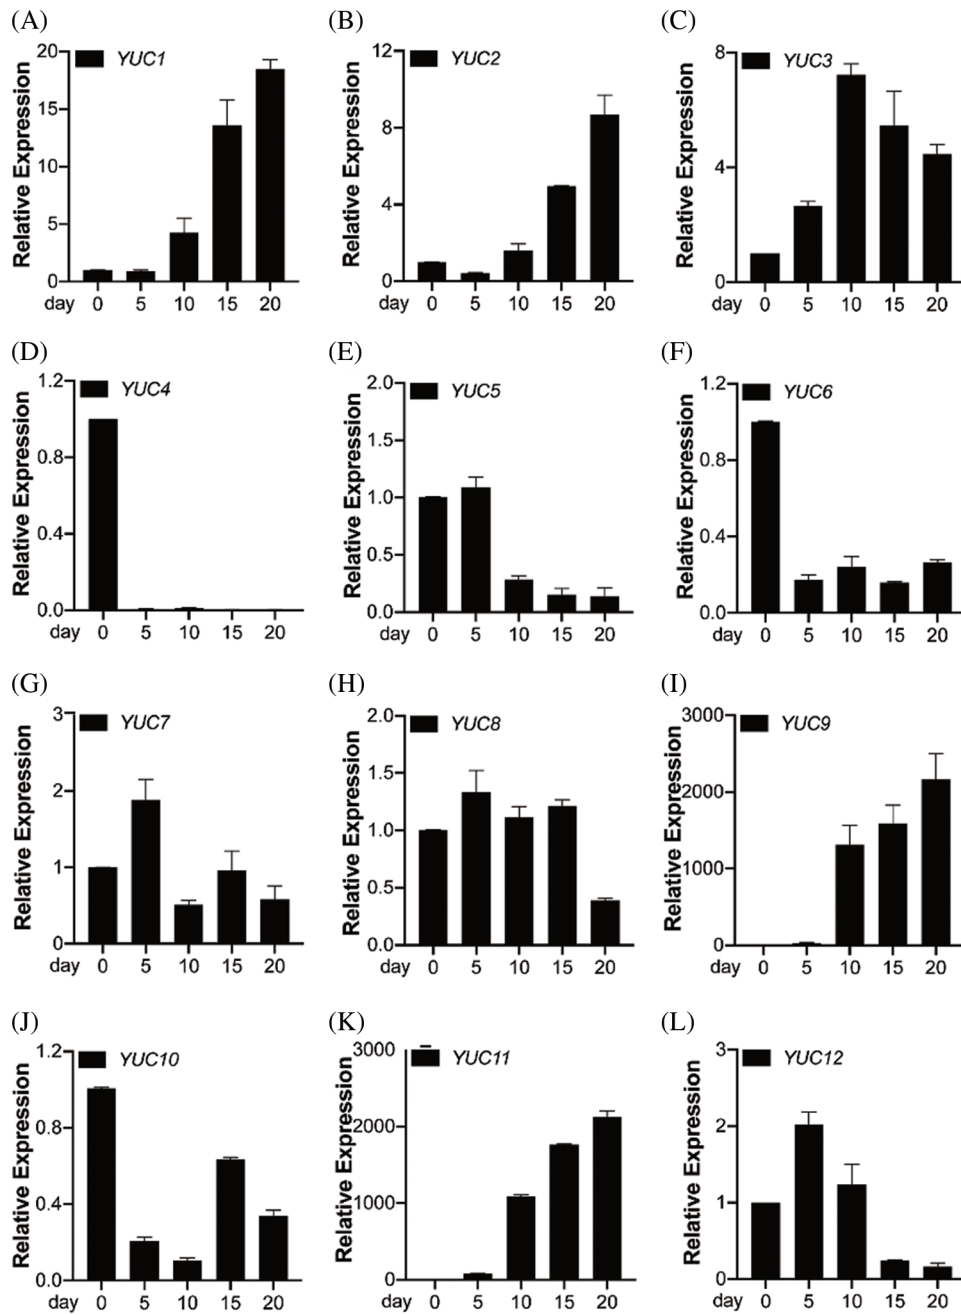 (A)
YUC1
Relative Expression
20
15
10
5
0
day 0 5 10 15 20
(B)
YUC2
Relative Expression
12
8
4
0
day 0 5 10 15 20
(C)
YUC3
Relative Expression
8
4
0
day 0 5 10 15 20
(D)
YUC4
Relative Expression
1.2
0.8
0.4
0.0
day 0 5 10 15 20
(E)
YUC5
Relative Expression
2.0
1.5
1.0
0.5
0.0
day 0 5 10 15 20
(F)
YUC6
Relative Expression
1.2
0.8
0.4
0.0
day 0 5 10 15 20
(G)
YUC7
Relative Expression
3
2
1
0
day 0 5 10 15 20
(H)
YUC8
Relative Expression
2.0
1.5
1.0
0.5
0.0
day 0 5 10 15 20
(I)
YUC9
Relative Expression
3000
2000
1000
0
day 0 5 10 15 20
(J)
YUC10
Relative Expression
1.2
0.8
0.4
0.0
day 0 5 10 15 20
(K)
YUC11
Relative Expression
3000
2000
1000
0
day 0 5 10 15 20
(L)
YUC12
Relative Expression
3
2
1
0
day 0 5 10 15 20